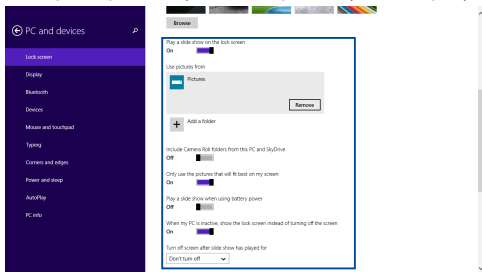 PC and devices
Lock screen
Display
Bluetooth
Devices
Mouse and touchpad
Typing
Corners and edges
Power and sleep
AutoPlay
PC info
Browse
Play a slide show on the lock screen
On
Use pictures from
Pictures
Remove
Add a folder
Include Camera Roll folders from this PC and SkyDrive
Off
Only use the pictures that will fit best on my screen
On
Play a slide show when using battery power
Off
When my PC is inactive, show the lock screen instead of turning off the screen
On
Turn off screen after slide show has played for
Don't turn off